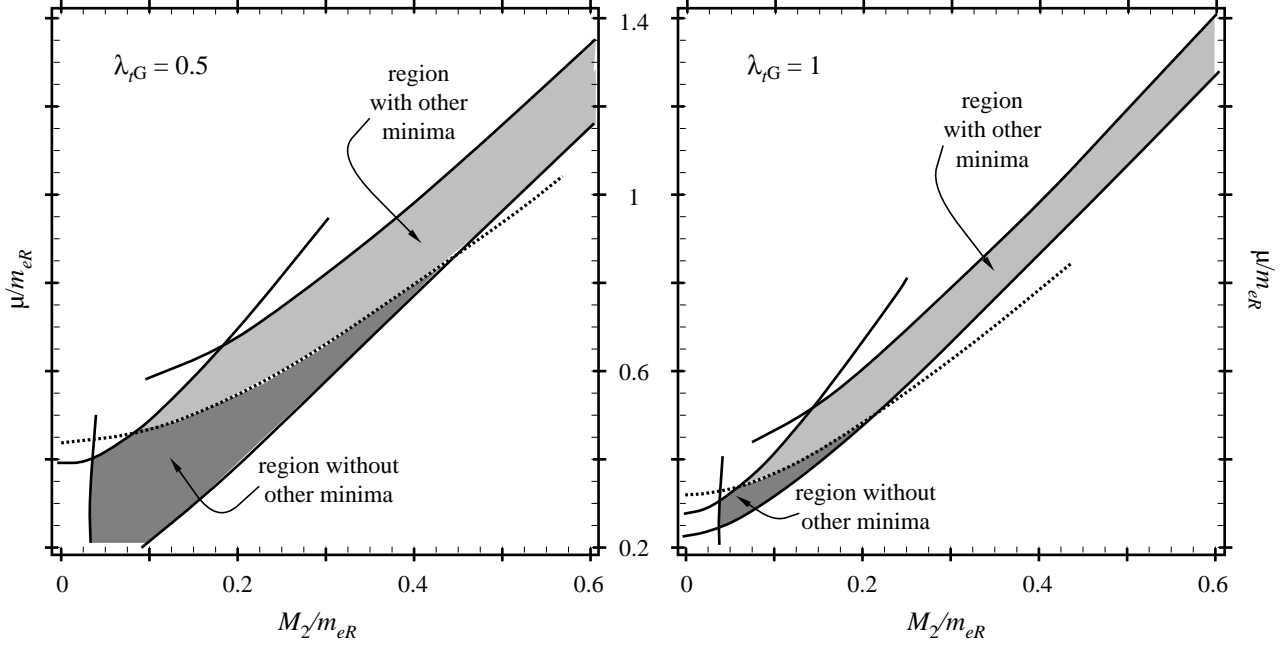 λtG = 0.5
region
with other
minima
region without
other minima
μ/meR
0
0.2
0.4
0.6
M2/meR
1.4
1
0.6
0.2
λtG = 1
region
with other
minima
region without
other minima
μ/meR
0
0.2
0.4
0.6
M2/meR